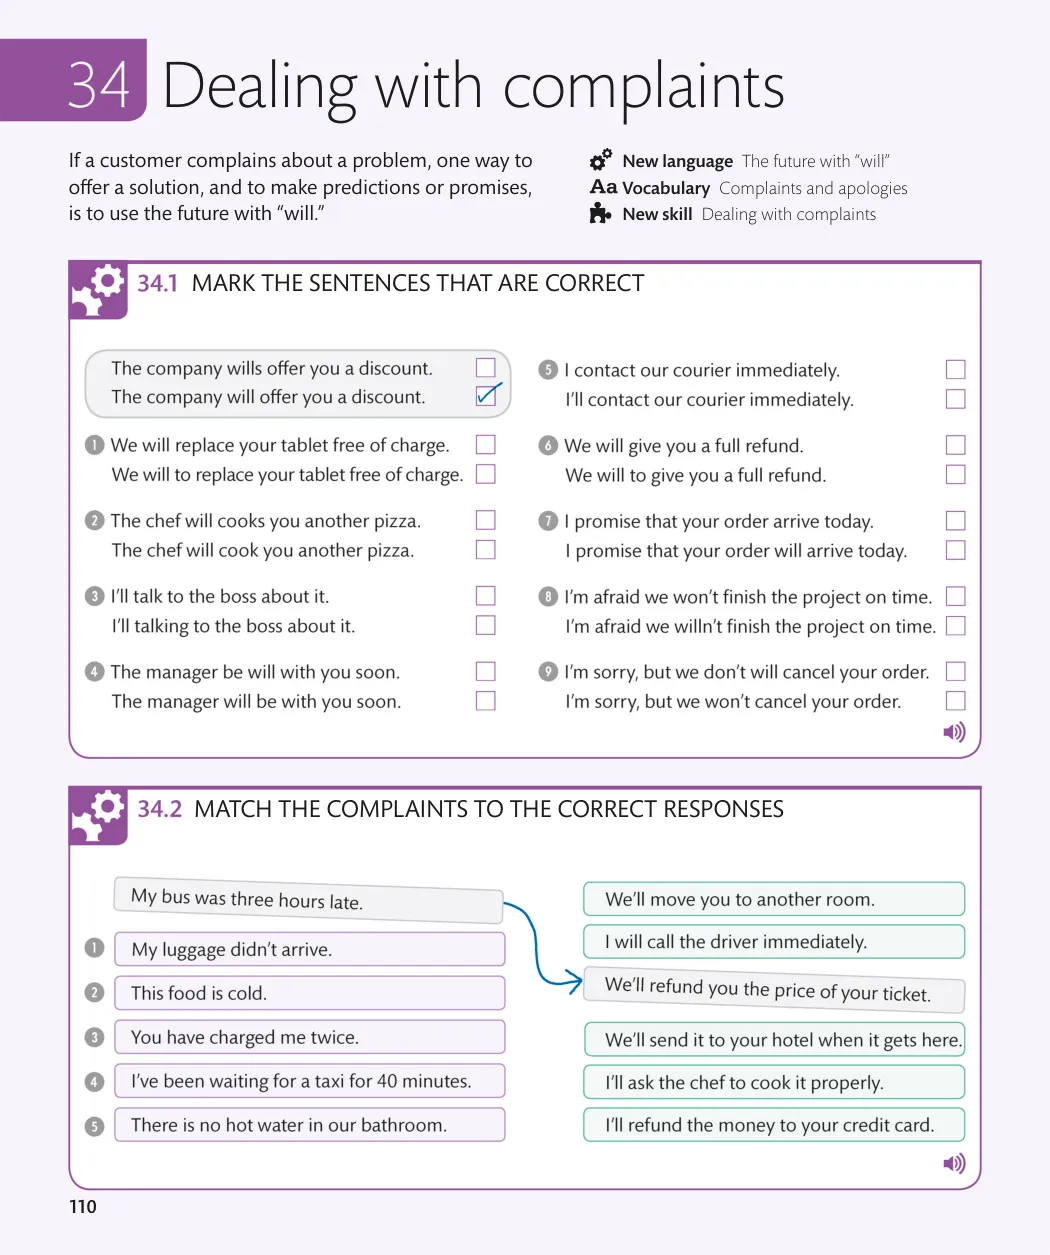 34 Dealing with complaints
If a customer complains about a problem, one way to
offer a solution, and to make predictions or promises,
is to use the future with “will.”
New language The future with “will”
Aa Vocabulary Complaints and apologies
New skill Dealing with complaints
34.1 MARK THE SENTENCES THAT ARE CORRECT
The company wills offer you a discount.
The company will offer you a discount.
1 We will replace your tablet free of charge.
We will to replace your tablet free of charge.
2 The chef will cooks you another pizza.
The chef will cook you another pizza.
3 I’ll talk to the boss about it.
I’ll talking to the boss about it.
4 The manager be will with you soon.
The manager will be with you soon.
5 I contact our courier immediately.
I’ll contact our courier immediately.
6 We will give you a full refund.
We will to give you a full refund.
7 I promise that your order arrive today.
I promise that your order will arrive today.
8 I’m afraid we won’t finish the project on time.
I’m afraid we willn’t finish the project on time.
9 I’m sorry, but we don’t will cancel your order.
I’m sorry, but we won’t cancel your order.
34.2 MATCH THE COMPLAINTS TO THE CORRECT RESPONSES
My bus was three hours late.
1 My luggage didn’t arrive.
2 This food is cold.
3 You have charged me twice.
4 I’ve been waiting for a taxi for 40 minutes.
5 There is no hot water in our bathroom.
We’ll move you to another room.
I will call the driver immediately.
We’ll refund you the price of your ticket.
We’ll send it to your hotel when it gets here.
I’ll ask the chef to cook it properly.
I’ll refund the money to your credit card.
110